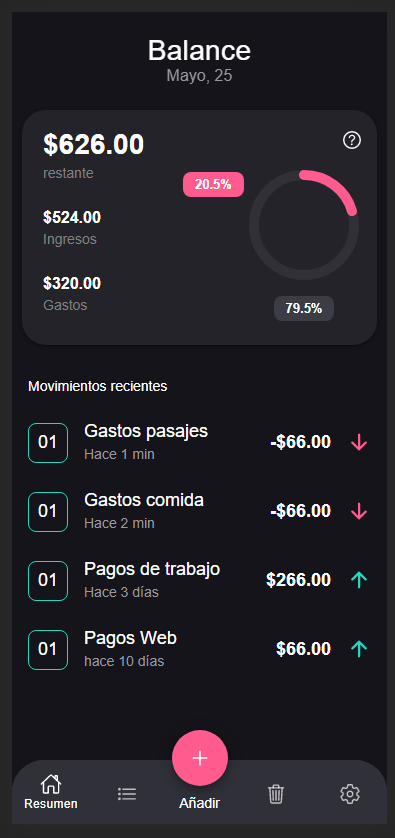 Balance
Mayo, 25
$626.00
restante
20.5%
$524.00
Ingresos
$320.00
Gastos
79.5%
Movimientos recientes
01 Gastos pasajes -$66.00
Hace 1 min
01 Gastos comida -$66.00
Hace 2 min
01 Pagos de trabajo $266.00
Hace 3 días
01 Pagos Web $66.00
hace 10 días
Resumen Añadir